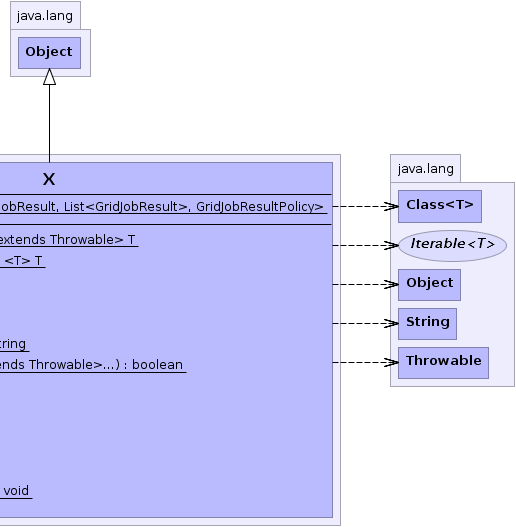 java.lang
Object
java.lang
X
Class<T>
obResult, List<GridJobResult>, GridJobResultPolicy>
Iterable<T>
extends Throwable> T
<T> T
Object
String
tring
Throwable
ends Throwable>...) : boolean
void